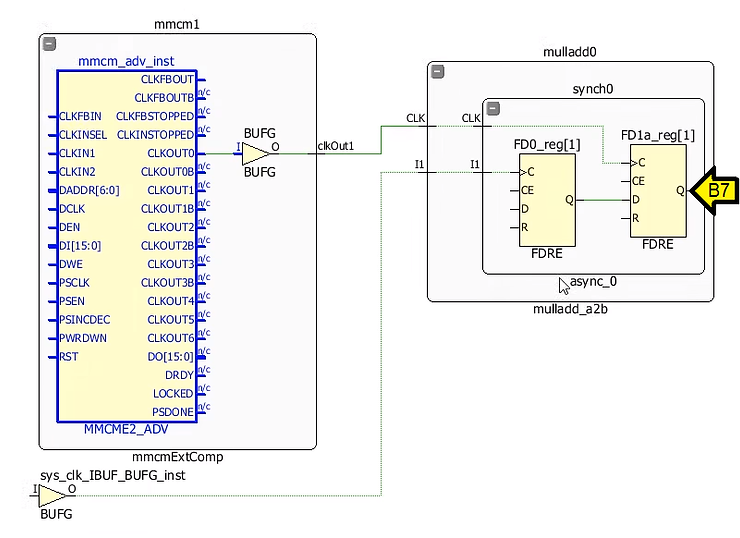 mmcm1
mmcm_adv_inst
CLKFBOUT
n/c
CLKFBOUTB
n/c
CLKFBIN CLKFBSTOPPED
n/c
CLKINSEL CLKINSTOPPED
n/c
CLKIN1 CLKOUT0
CLKIN2 CLKOUT0B
n/c
DADDR[6:0] CLKOUT1
n/c
DCLK CLKOUT1B
n/c
DEN CLKOUT2
n/c
DI[15:0] CLKOUT2B
n/c
DWE CLKOUT3
n/c
PSCLK CLKOUT3B
n/c
PSEN CLKOUT4
n/c
PSINCDEC CLKOUT5
n/c
PWRDWN CLKOUT6
n/c
RST DO[15:0]
n/c
DRDY
n/c
LOCKED
n/c
PSDONE
n/c
MMCME2_ADV
BUFG
I O
BUFG
clkOut1
mmcmExtComp
sys_clk_IBUF_BUFG_inst
I O
BUFG
mulladd0
synch0
CLK CLK
I1 I1
FD0_reg[1]
C
CE
D
R
Q
FDRE
FD1a_reg[1]
C
CE
D
R
Q
FDRE
B7
async_0
mulladd_a2b